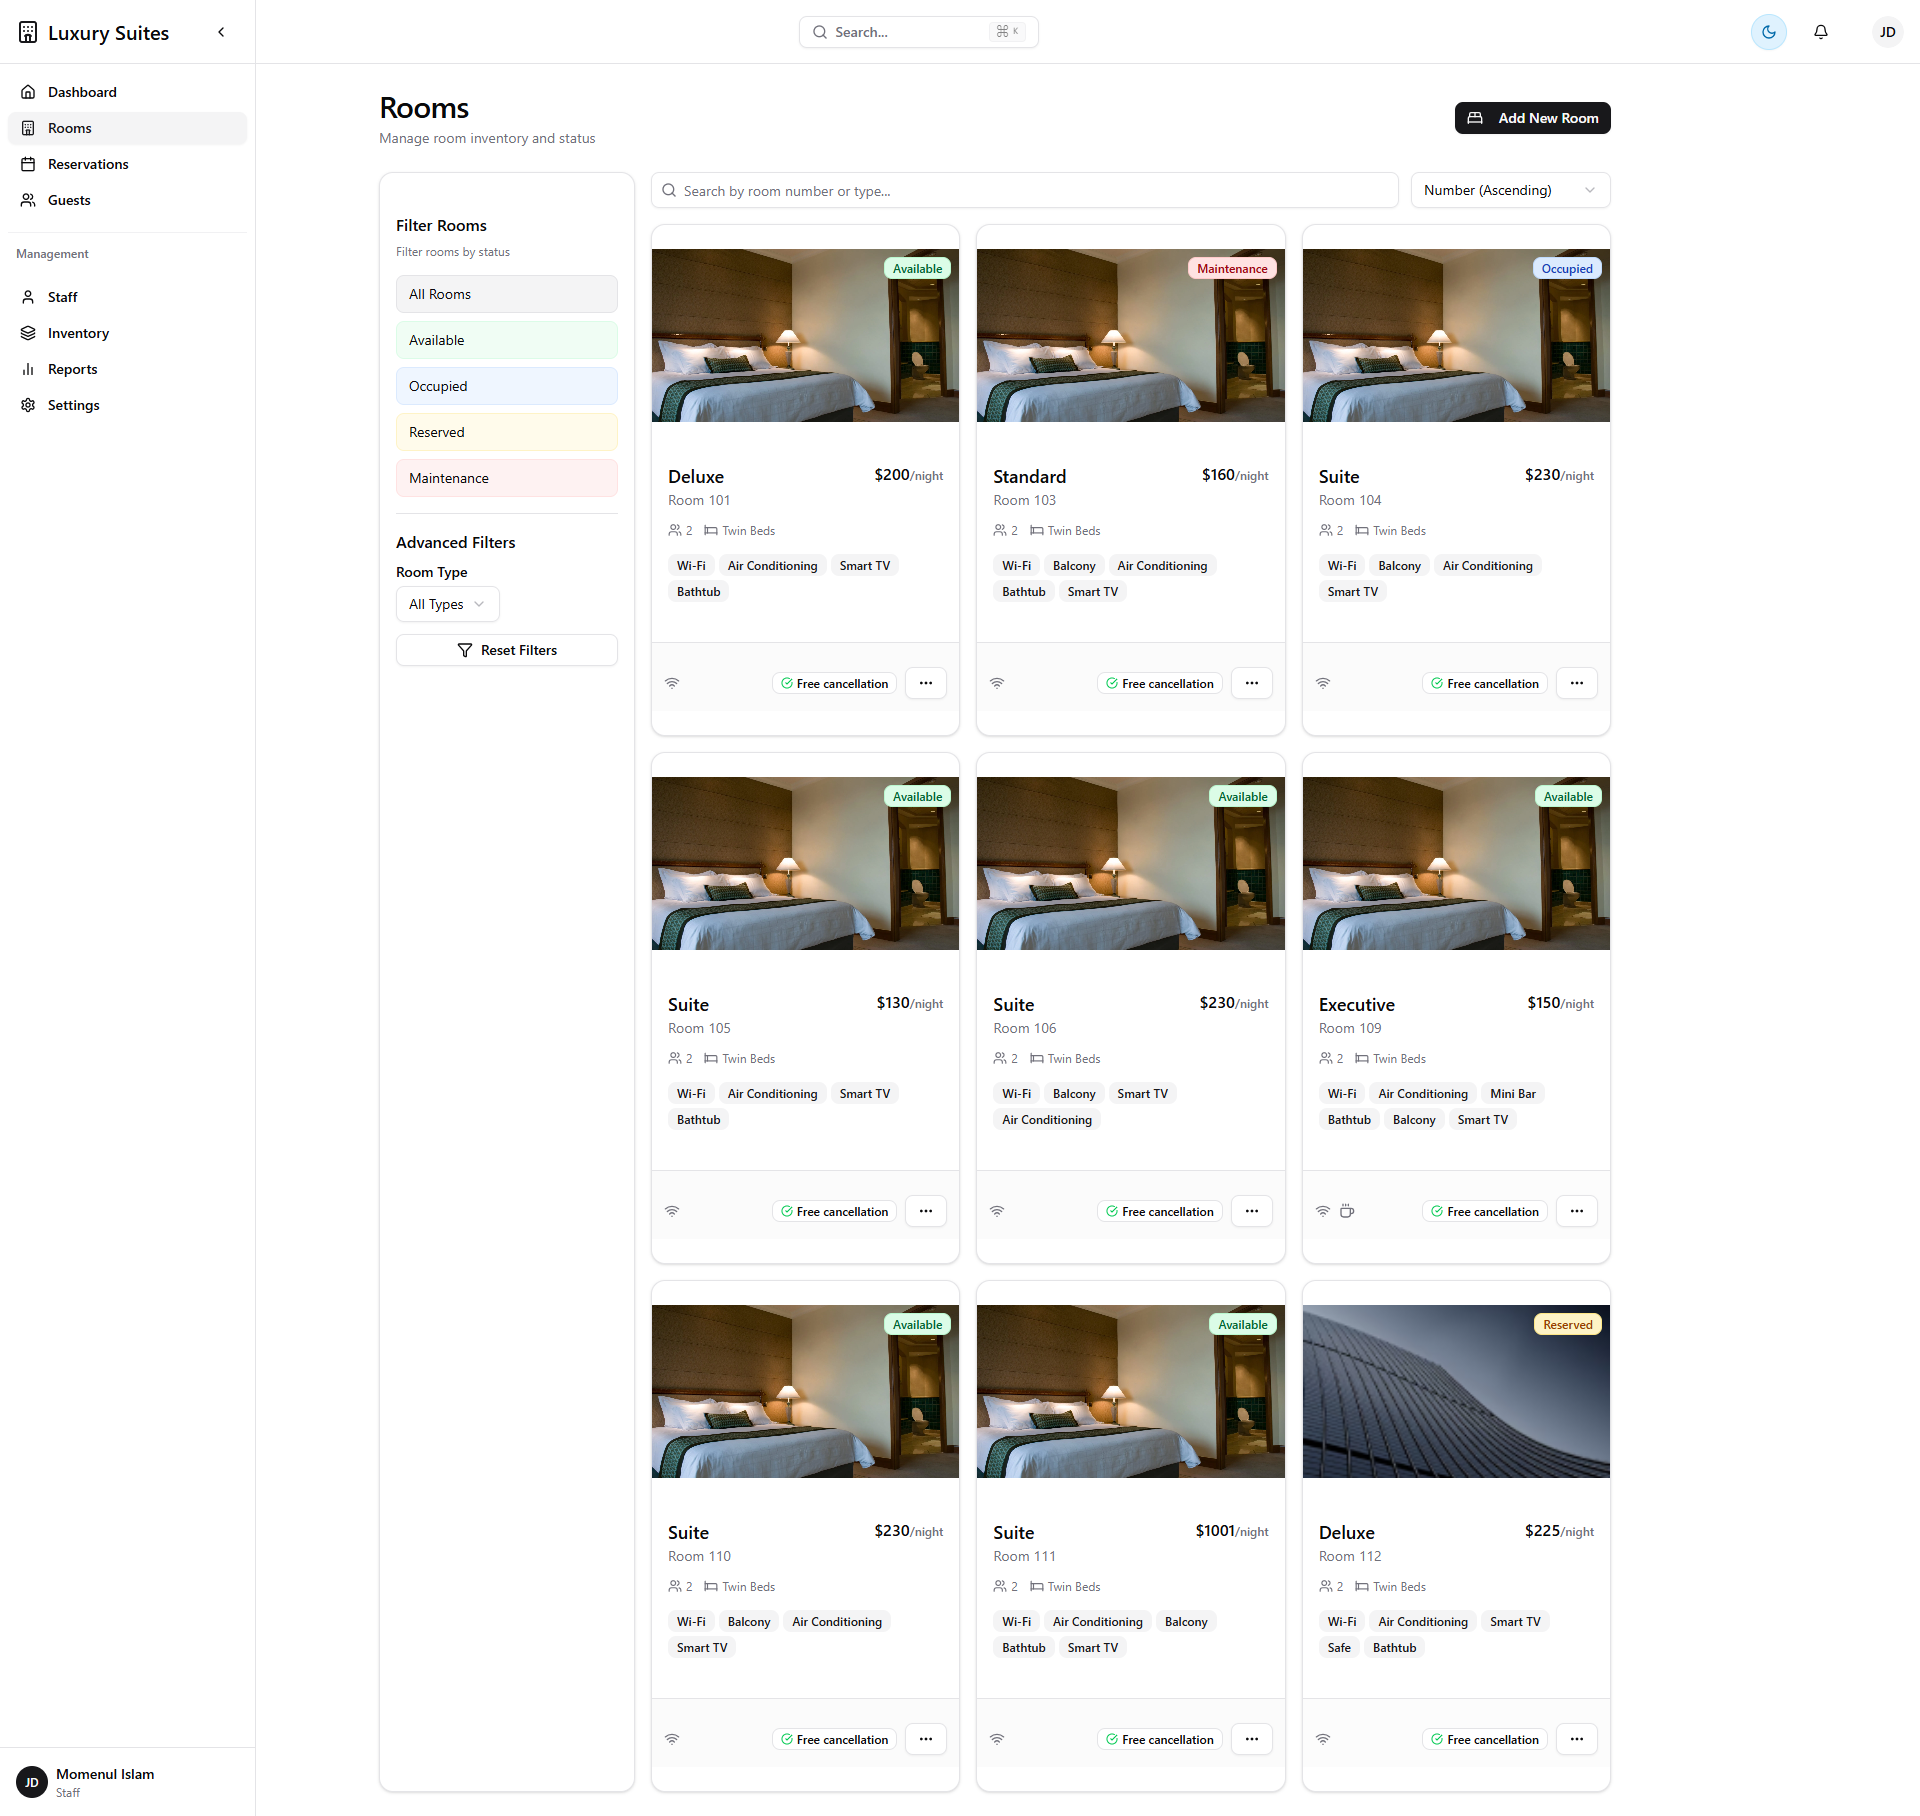 Luxury Suites
Search...
⌘ K
JD
Dashboard
Rooms
Reservations
Guests
Management
Staff
Inventory
Reports
Settings
JD
Momenul Islam
Staff
Rooms
Manage room inventory and status
Add New Room
Filter Rooms
Filter rooms by status
All Rooms
Available
Occupied
Reserved
Maintenance
Advanced Filters
Room Type
All Types
Reset Filters
Search by room number or type...
Number (Ascending)
Available
Deluxe
$200/night
Room 101
2 Twin Beds
Wi-Fi Air Conditioning Smart TV
Bathtub
Free cancellation
Maintenance
Standard
$160/night
Room 103
2 Twin Beds
Wi-Fi Balcony Air Conditioning
Bathtub Smart TV
Free cancellation
Occupied
Suite
$230/night
Room 104
2 Twin Beds
Wi-Fi Balcony Air Conditioning
Smart TV
Free cancellation
Available
Suite
$130/night
Room 105
2 Twin Beds
Wi-Fi Air Conditioning Smart TV
Bathtub
Free cancellation
Available
Suite
$230/night
Room 106
2 Twin Beds
Wi-Fi Balcony Smart TV
Air Conditioning
Free cancellation
Available
Executive
$150/night
Room 109
2 Twin Beds
Wi-Fi Air Conditioning Mini Bar
Bathtub Balcony Smart TV
Free cancellation
Available
Suite
$230/night
Room 110
2 Twin Beds
Wi-Fi Balcony Air Conditioning
Smart TV
Free cancellation
Available
Suite
$1001/night
Room 111
2 Twin Beds
Wi-Fi Air Conditioning Balcony
Bathtub Smart TV
Free cancellation
Reserved
Deluxe
$225/night
Room 112
2 Twin Beds
Wi-Fi Air Conditioning Smart TV
Safe Bathtub
Free cancellation